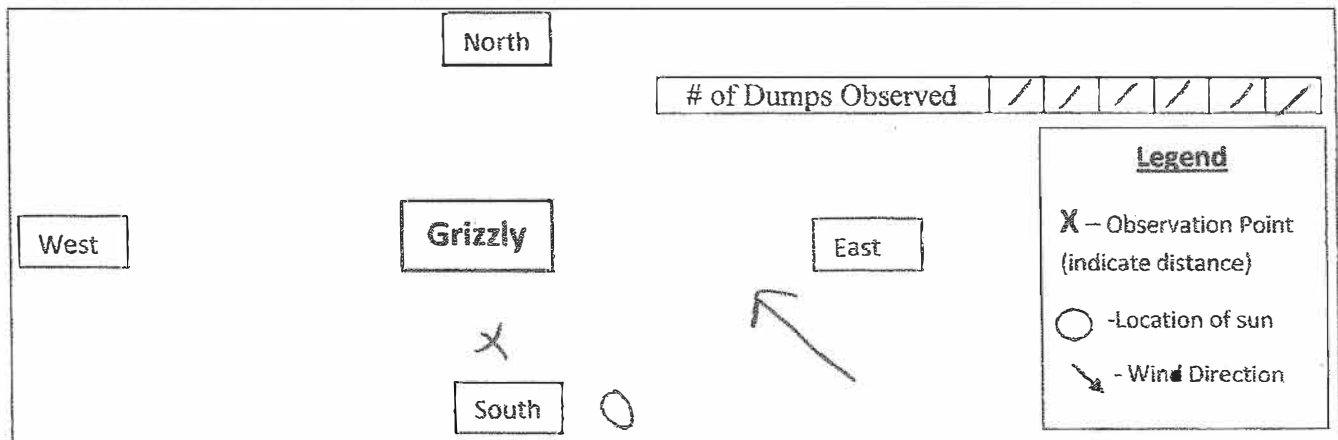 North
# of Dumps Observed / / / / / /
Legend
West
Grizzly
East
X – Observation Point
(indicate distance)
-Location of sun
X
- Wind Direction
South